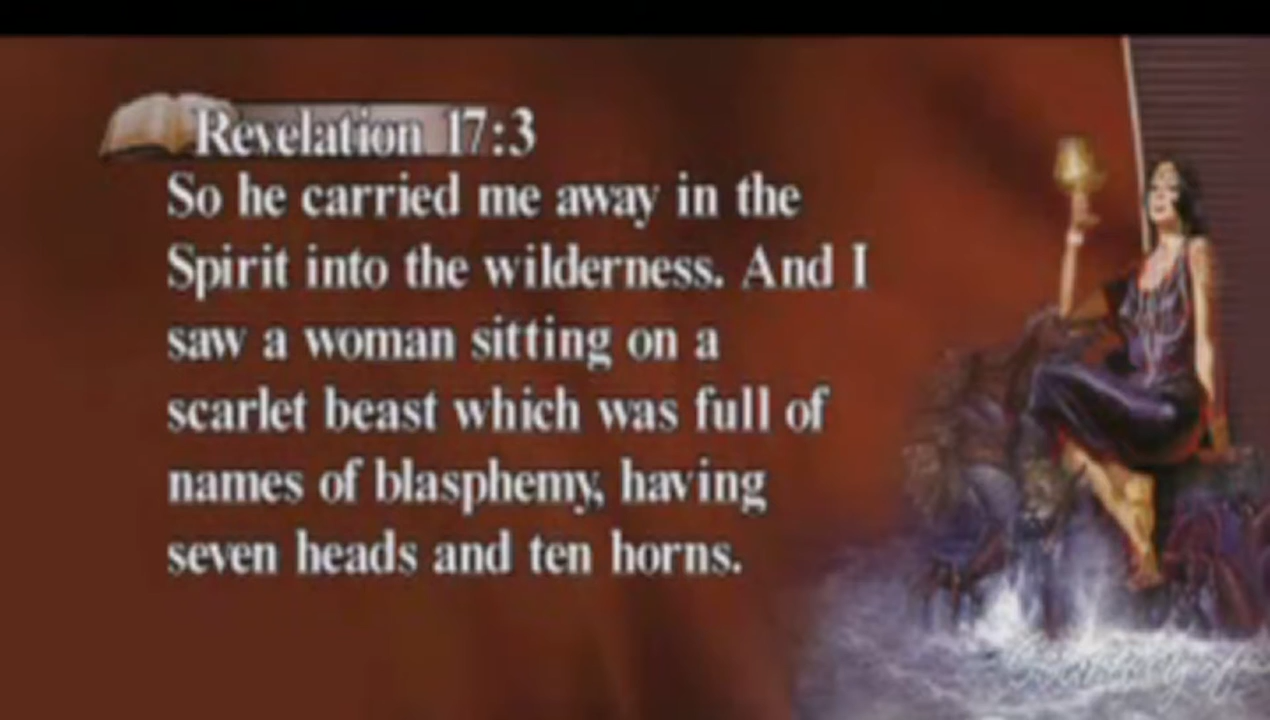 Revelation 17:3
So he carried me away in the
Spirit into the wilderness. And I
saw a woman sitting on a
scarlet beast which was full of
names of blasphemy, having
seven heads and ten horns.